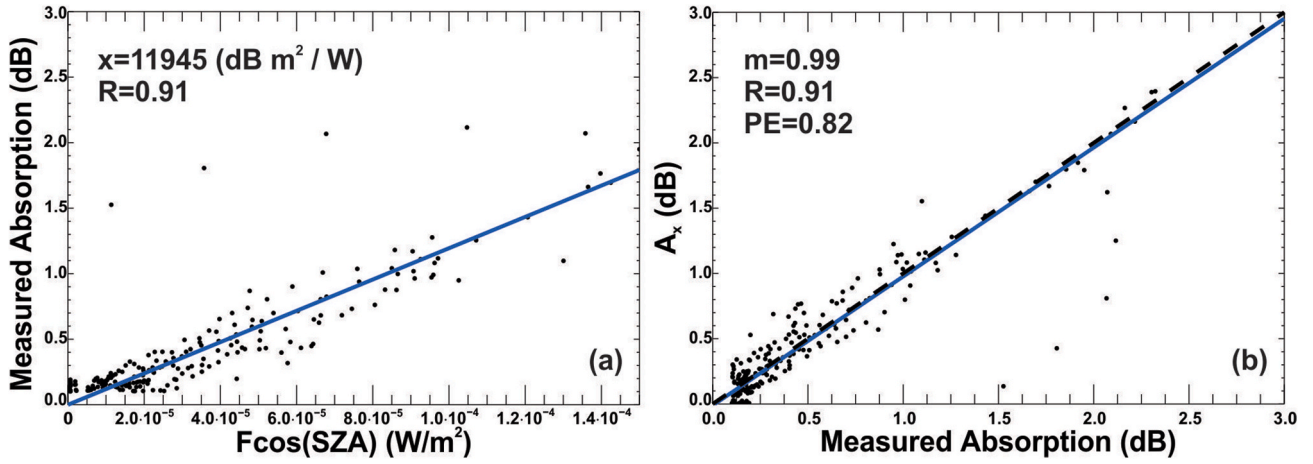 Measured Absorption (dB)
3.0
2.5
2.0
1.5
1.0
0.5
0.0
x=11945 (dB m² / W)
R=0.91
(a)
0 2.0·10⁻⁵ 4.0·10⁻⁵ 6.0·10⁻⁵ 8.0·10⁻⁵ 1.0·10⁻⁴ 1.2·10⁻⁴ 1.4·10⁻⁴
Fcos(SZA) (W/m²)
Aₓ (dB)
3.0
2.5
2.0
1.5
1.0
0.5
0.0
m=0.99
R=0.91
PE=0.82
(b)
0.0 0.5 1.0 1.5 2.0 2.5 3.0
Measured Absorption (dB)